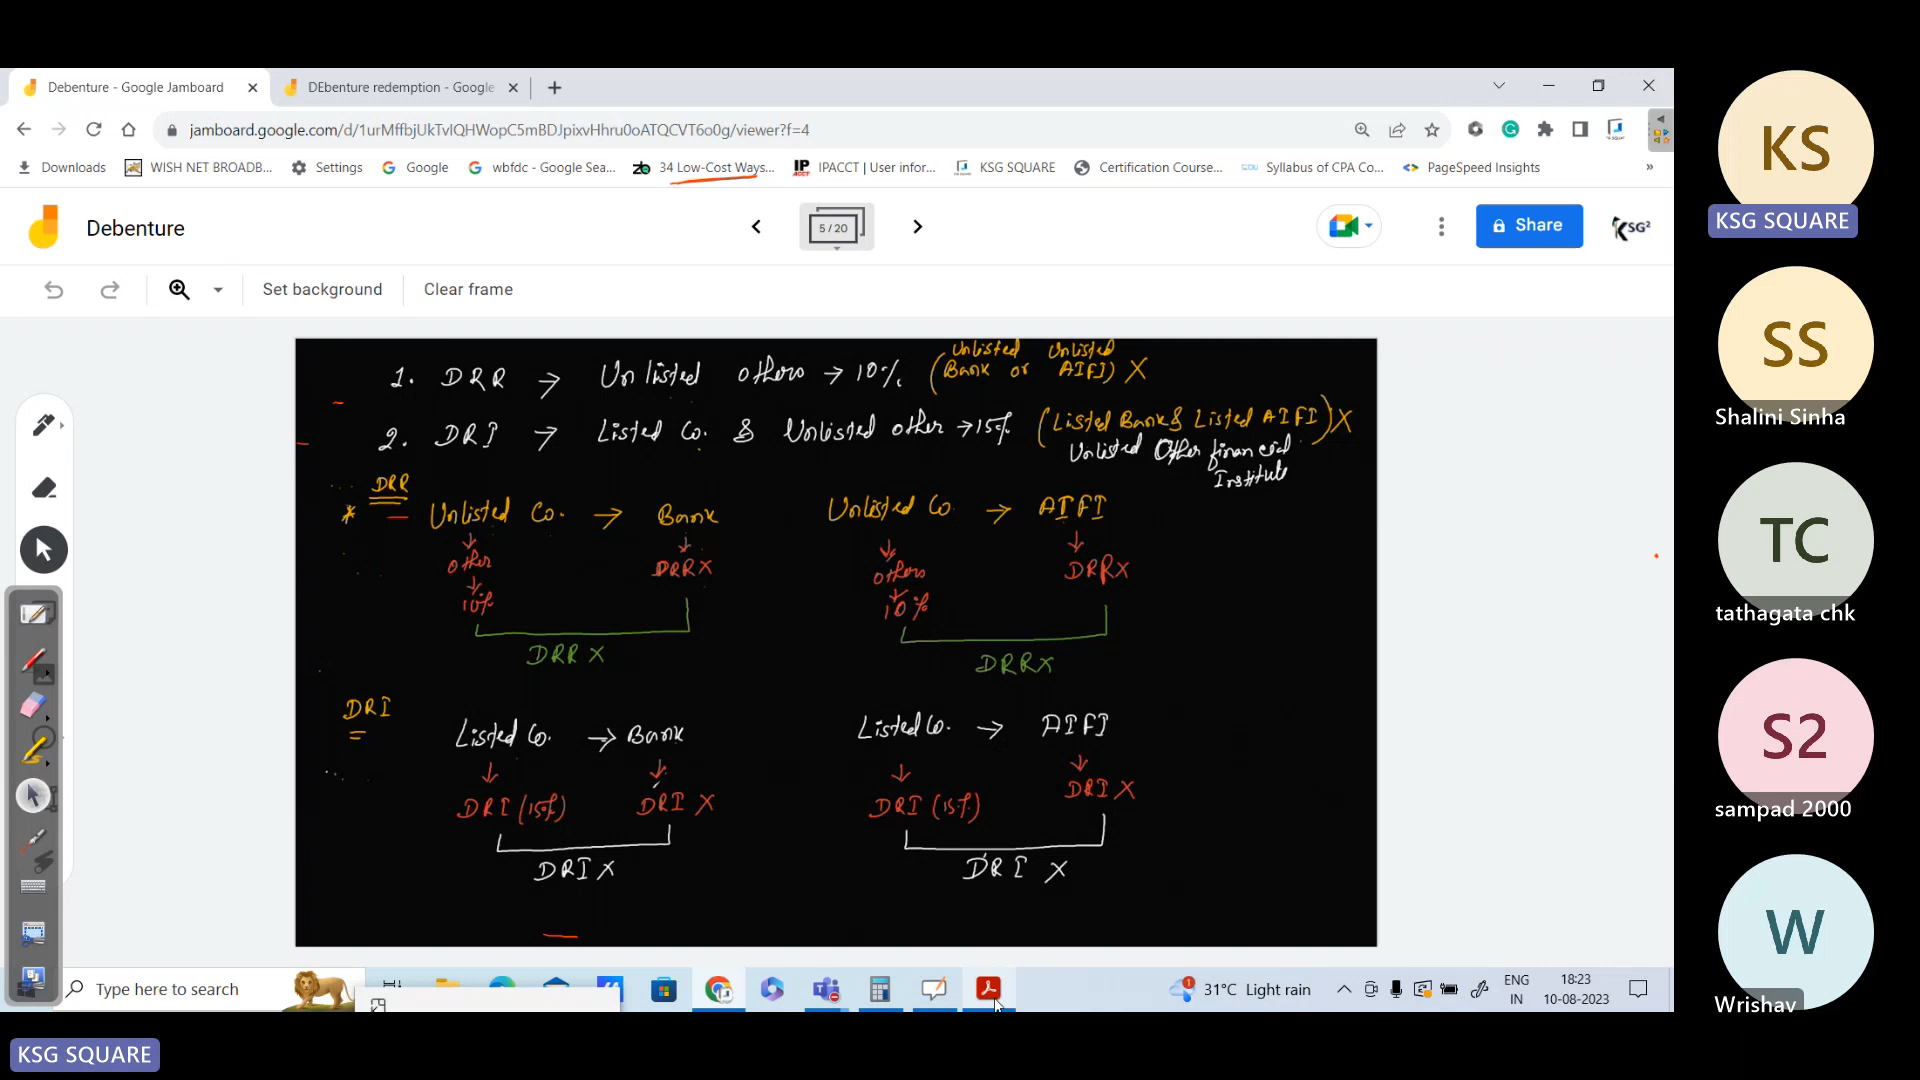 Debenture - Google Jamboard
DEbenture redemption - Google
jamboard.google.com/d/1urMffbjUkTvlQHWopC5mBDJpixvHhru0oATQCVT6o0g/viewer?f=4
Downloads WISH NET BROADB... Settings Google wbfdc - Google Sea... 34 Low-Cost Ways... IPACCT | User infor... KSG SQUARE Certification Course... Syllabus of CPA Co... PageSpeed Insights »
Debenture
5 / 20
Share
KSG²
Set background Clear frame
1. DRR → Unlisted others → 10% (Unlisted Bank or Unlisted AIFI) X
2. DRI → Listed Co. & Unlisted other → 15% (Listed Bank & Listed AIFI) X
Unlisted Other financial
Institute
DRR
* Unlisted Co. → Bank Unlisted Co. → AIFI
↓ ↓ ↓ ↓
other DRR X others DRR X
↓ ↓
10% 10%
DRR X DRR X
DRI
Listed Co. → Bank Listed Co. → AIFI
↓ ↓ ↓ ↓
DRI (15%) DRI X DRI (15%) DRI X
DRI X DRI X
Type here to search
31°C Light rain
ENG
IN
18:23
10-08-2023
KS
KSG SQUARE
SS
Shalini Sinha
TC
tathagata chk
S2
sampad 2000
W
Wrishav
KSG SQUARE